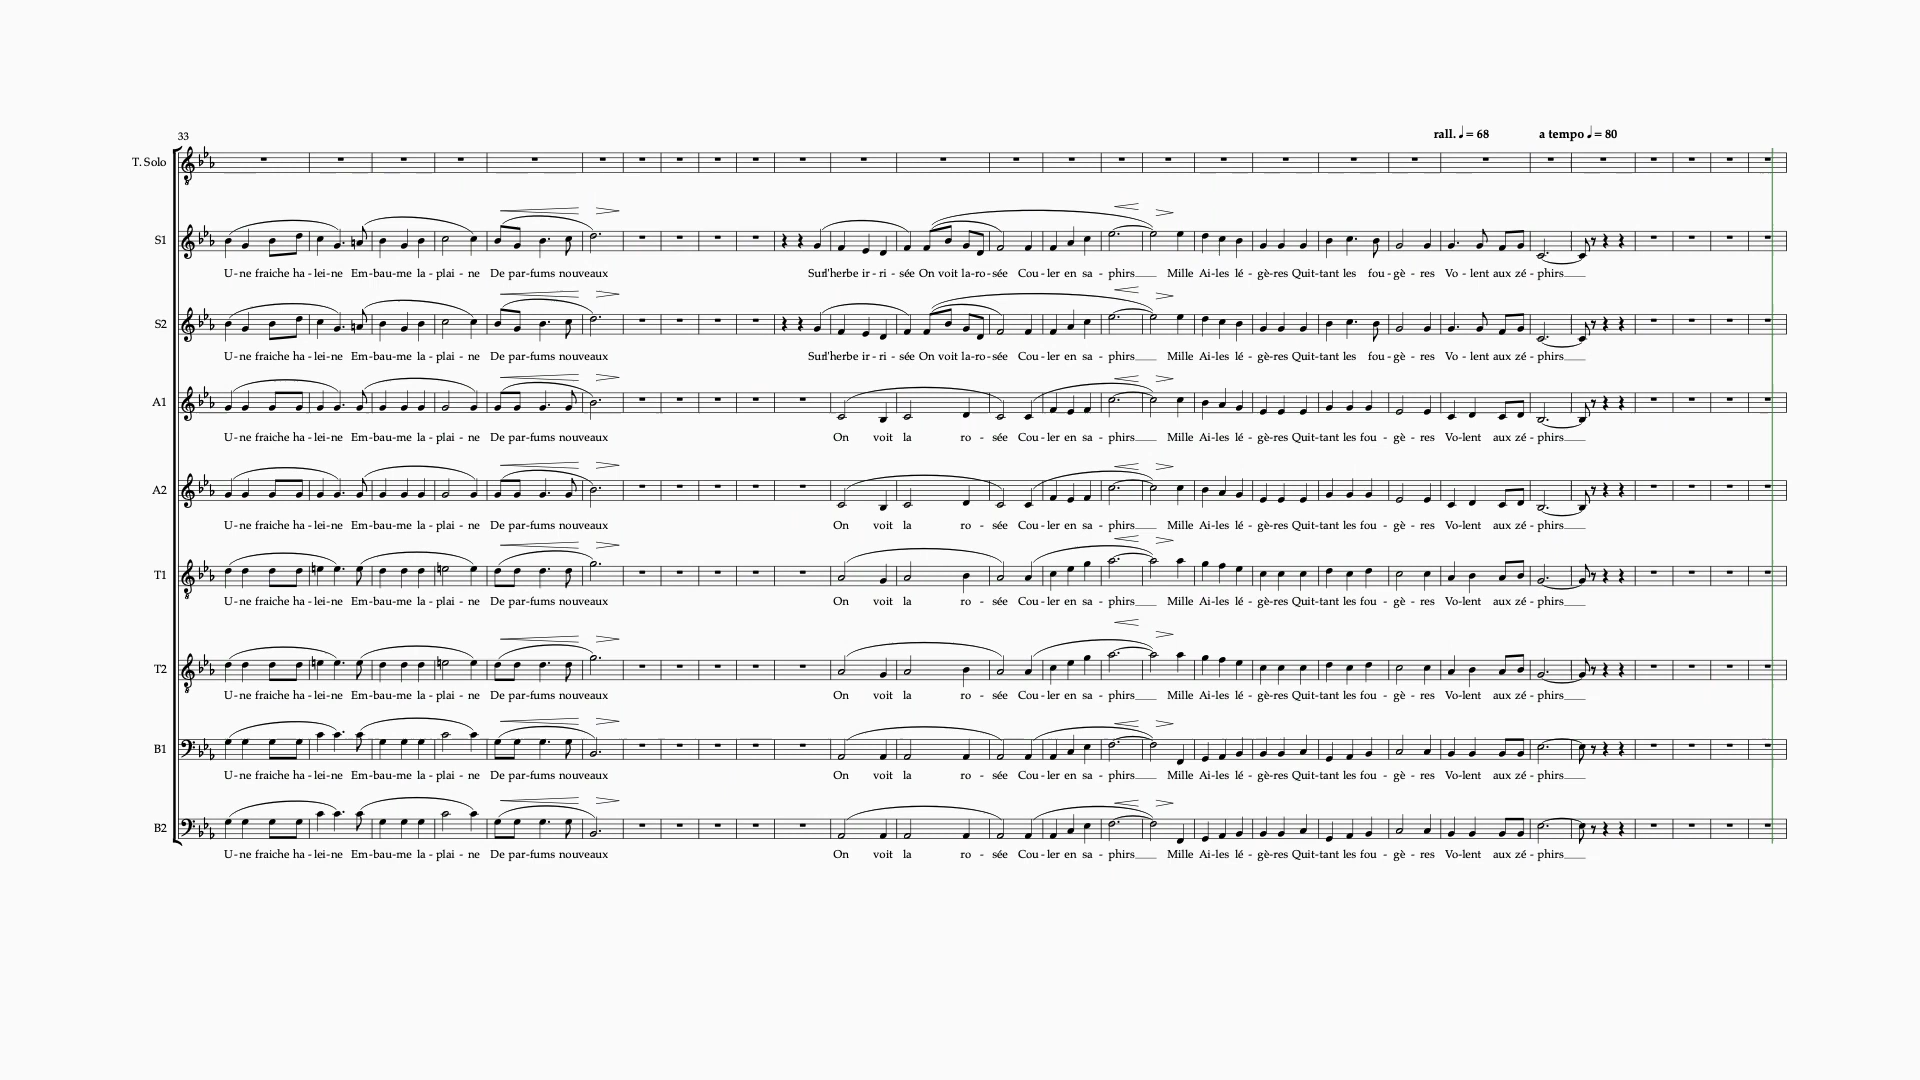 33
rall. ♩ = 68 a tempo ♩ = 80
T. Solo
S1
U-ne fraiche ha-lei-ne Em-bau-me la-plai-ne De par-fums nouveaux Surl'herbe ir-ri-sée On voit la-ro-sée Cou-ler en sa-phirs Mille Ai-les lé-gè-res Quit-tant les fou-gè-res Vo-lent aux zé-phirs
S2
U-ne fraiche ha-lei-ne Em-bau-me la-plai-ne De par-fums nouveaux Surl'herbe ir-ri-sée On voit la-ro-sée Cou-ler en sa-phirs Mille Ai-les lé-gè-res Quit-tant les fou-gè-res Vo-lent aux zé-phirs
A1
U-ne fraiche ha-lei-ne Em-bau-me la-plai-ne De par-fums nouveaux On voit la ro-sée Cou-ler en sa-phirs Mille Ai-les lé-gè-res Quit-tant les fou-gè-res Vo-lent aux zé-phirs
A2
U-ne fraiche ha-lei-ne Em-bau-me la-plai-ne De par-fums nouveaux On voit la ro-sée Cou-ler en sa-phirs Mille Ai-les lé-gè-res Quit-tant les fou-gè-res Vo-lent aux zé-phirs
T1
U-ne fraiche ha-lei-ne Em-bau-me la-plai-ne De par-fums nouveaux On voit la ro-sée Cou-ler en sa-phirs Mille Ai-les lé-gè-res Quit-tant les fou-gè-res Vo-lent aux zé-phirs
T2
U-ne fraiche ha-lei-ne Em-bau-me la-plai-ne De par-fums nouveaux On voit la ro-sée Cou-ler en sa-phirs Mille Ai-les lé-gè-res Quit-tant les fou-gè-res Vo-lent aux zé-phirs
B1
U-ne fraiche ha-lei-ne Em-bau-me la-plai-ne De par-fums nouveaux On voit la ro-sée Cou-ler en sa-phirs Mille Ai-les lé-gè-res Quit-tant les fou-gè-res Vo-lent aux zé-phirs
B2
U-ne fraiche ha-lei-ne Em-bau-me la-plai-ne De par-fums nouveaux On voit la ro-sée Cou-ler en sa-phirs Mille Ai-les lé-gè-res Quit-tant les fou-gè-res Vo-lent aux zé-phirs